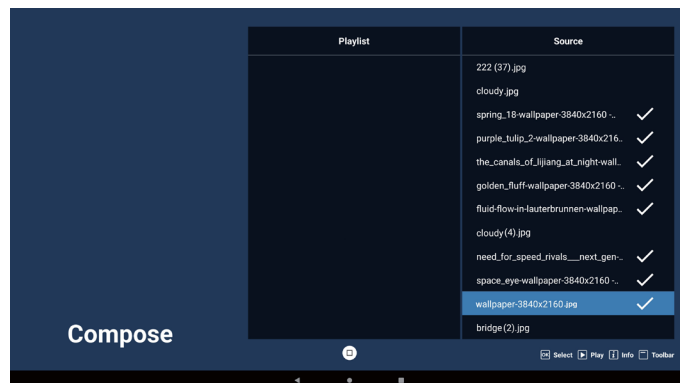 Playlist
Source
222 (37).jpg
cloudy.jpg
spring_18-wallpaper-3840x2160 -..
purple_tulip_2-wallpaper-3840x216..
the_canals_of_lijiang_at_night-wall..
golden_fluff-wallpaper-3840x2160 -..
fluid-flow-in-lauterbrunnen-wallpap..
cloudy(4).jpg
need_for_speed_rivals___next_gen-..
space_eye-wallpaper-3840x2160 -..
wallpaper-3840x2160.jpg
bridge(2).jpg
Compose
OK Select Play i Info Toolbar